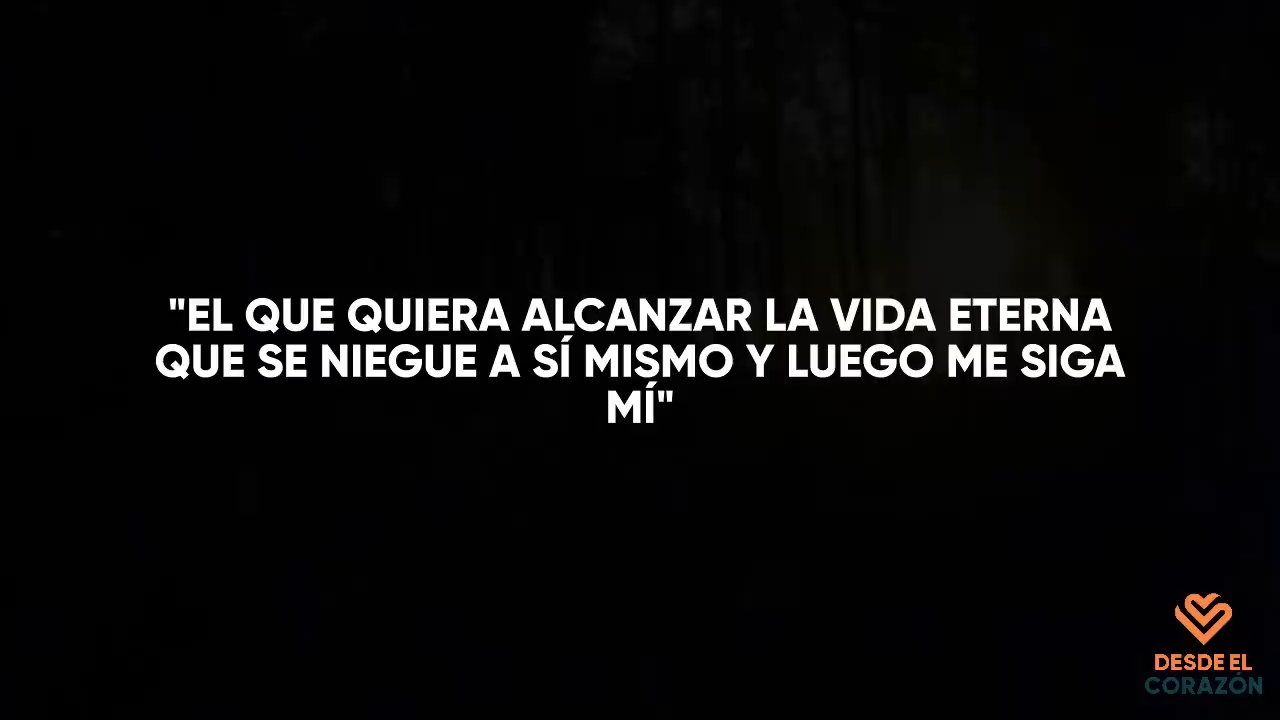 "EL QUE QUIERA ALCANZAR LA VIDA ETERNA
QUE SE NIEGUE A SÍ MISMO Y LUEGO ME SIGA
MÍ"
DESDE EL
CORAZÓN